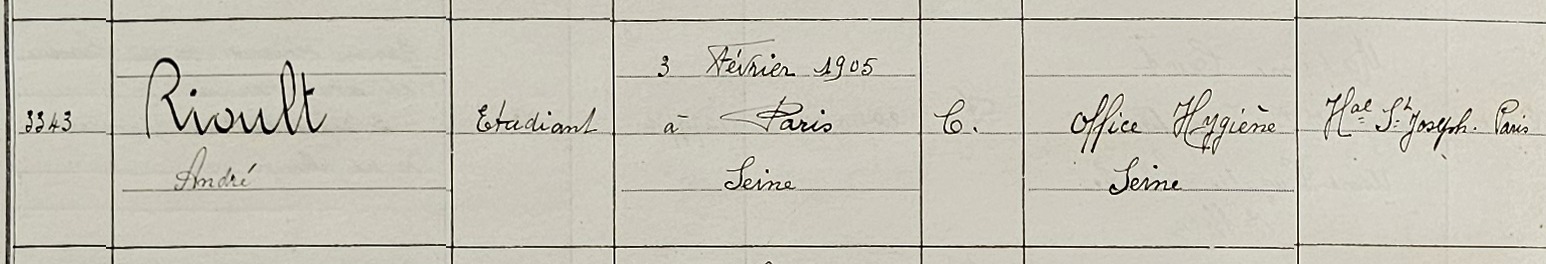 3 Février 1905
3343 Rioult Etudiant à Paris C. Office Hygiène Hal St Joseph. Paris
André Seine Seine